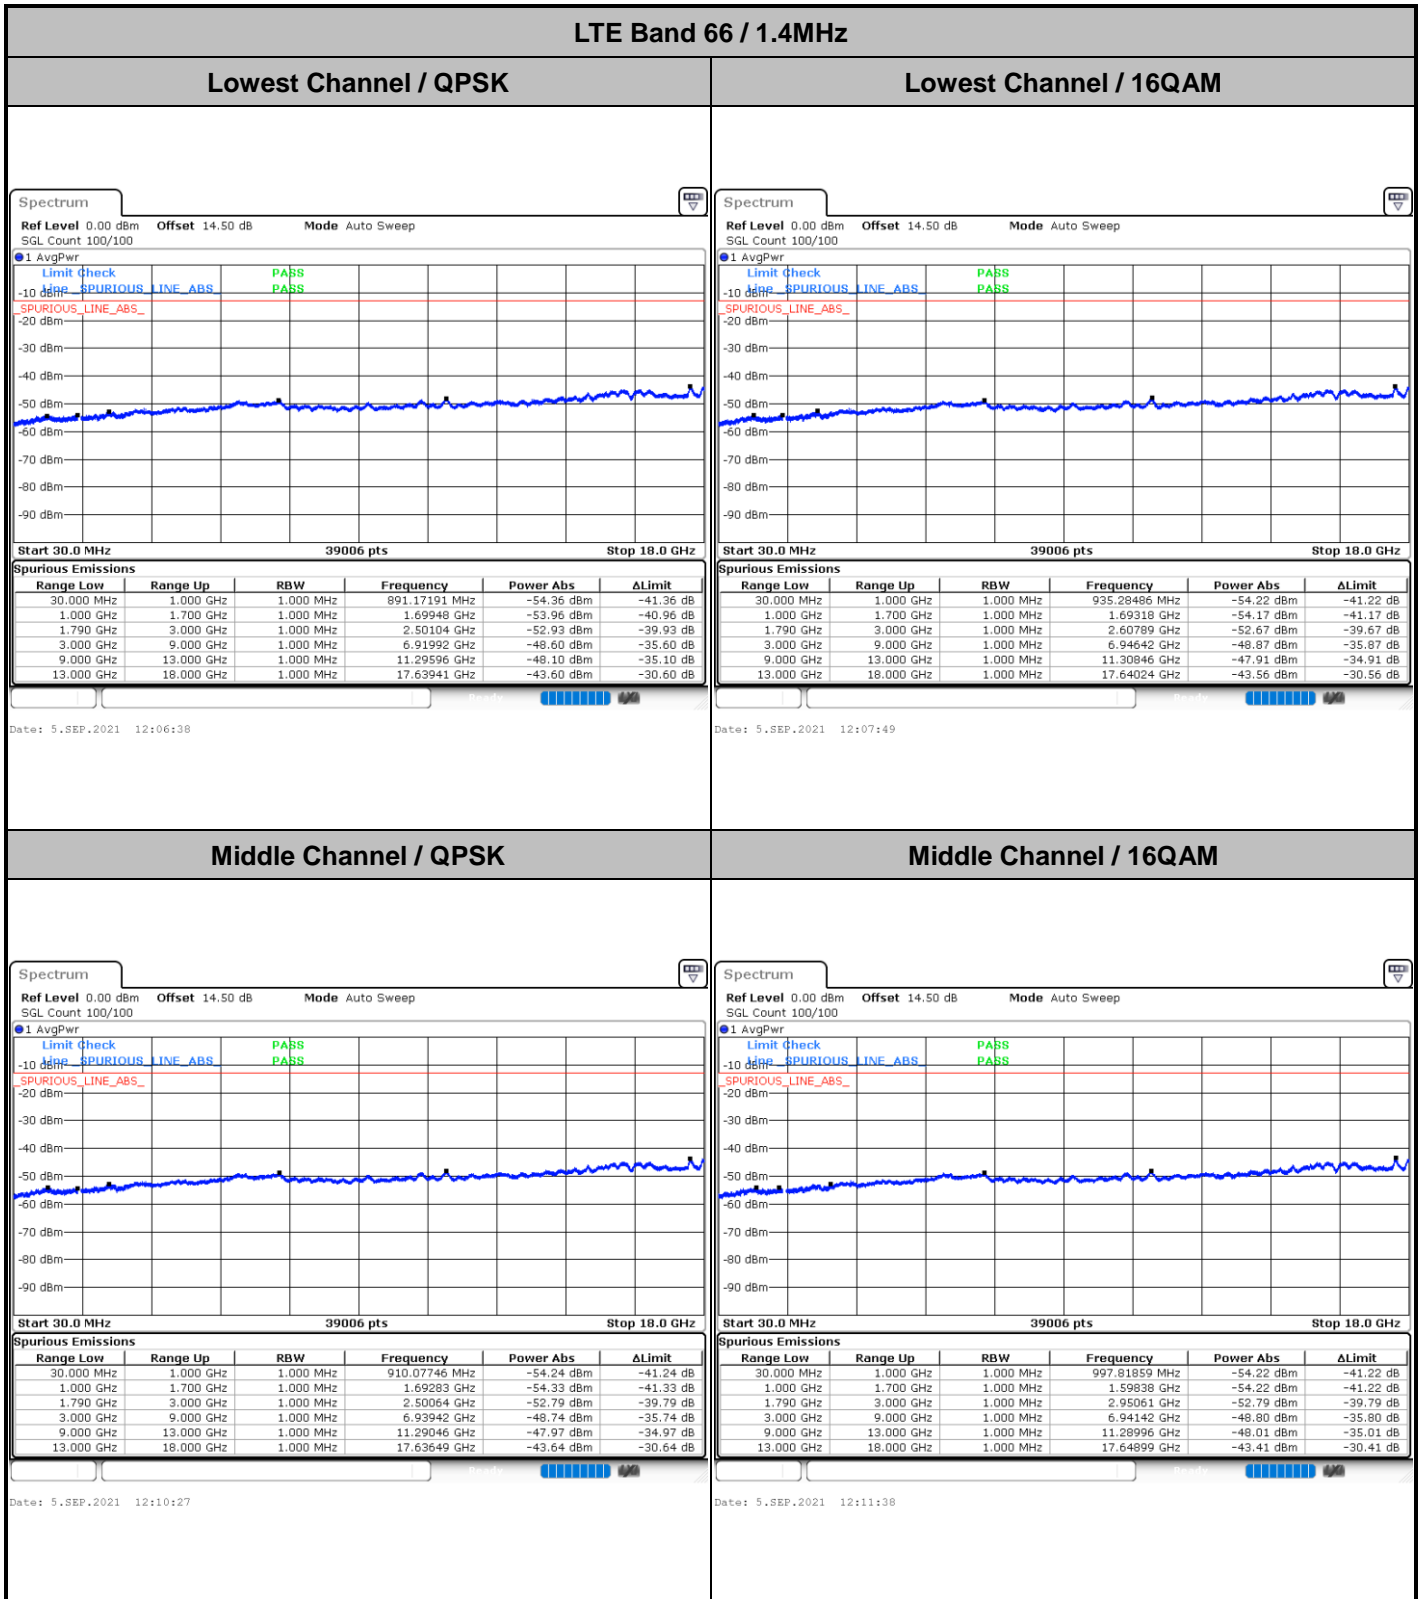 LTE Band 66 / 1.4MHz
Lowest Channel / QPSK
Lowest Channel / 16QAM
Spectrum
Ref Level 0.00 dBm Offset 14.50 dB Mode Auto Sweep
SGL Count 100/100
1 AvgPwr
Limit Check PASS
Line _SPURIOUS_LINE_ABS_ PASS
-10 dBm
_SPURIOUS_LINE_ABS_
-20 dBm
-30 dBm
-40 dBm
-50 dBm
-60 dBm
-70 dBm
-80 dBm
-90 dBm
Start 30.0 MHz 39006 pts Stop 18.0 GHz
Spurious Emissions
Range Low Range Up RBW Frequency Power Abs ΔLimit
30.000 MHz 1.000 GHz 1.000 MHz 891.17191 MHz -54.36 dBm -41.36 dB
1.000 GHz 1.700 GHz 1.000 MHz 1.69948 GHz -53.96 dBm -40.96 dB
1.790 GHz 3.000 GHz 1.000 MHz 2.50104 GHz -52.93 dBm -39.93 dB
3.000 GHz 9.000 GHz 1.000 MHz 6.91992 GHz -48.60 dBm -35.60 dB
9.000 GHz 13.000 GHz 1.000 MHz 11.29596 GHz -48.10 dBm -35.10 dB
13.000 GHz 18.000 GHz 1.000 MHz 17.63941 GHz -43.60 dBm -30.60 dB
Date: 5.SEP.2021 12:06:38
Spectrum
Ref Level 0.00 dBm Offset 14.50 dB Mode Auto Sweep
SGL Count 100/100
1 AvgPwr
Limit Check PASS
Line _SPURIOUS_LINE_ABS_ PASS
-10 dBm
_SPURIOUS_LINE_ABS_
-20 dBm
-30 dBm
-40 dBm
-50 dBm
-60 dBm
-70 dBm
-80 dBm
-90 dBm
Start 30.0 MHz 39006 pts Stop 18.0 GHz
Spurious Emissions
Range Low Range Up RBW Frequency Power Abs ΔLimit
30.000 MHz 1.000 GHz 1.000 MHz 935.28486 MHz -54.22 dBm -41.22 dB
1.000 GHz 1.700 GHz 1.000 MHz 1.69318 GHz -54.17 dBm -41.17 dB
1.790 GHz 3.000 GHz 1.000 MHz 2.60789 GHz -52.67 dBm -39.67 dB
3.000 GHz 9.000 GHz 1.000 MHz 6.94642 GHz -48.87 dBm -35.87 dB
9.000 GHz 13.000 GHz 1.000 MHz 11.30846 GHz -47.91 dBm -34.91 dB
13.000 GHz 18.000 GHz 1.000 MHz 17.64024 GHz -43.56 dBm -30.56 dB
Ready
Date: 5.SEP.2021 12:07:49
Middle Channel / QPSK
Middle Channel / 16QAM
Spectrum
Ref Level 0.00 dBm Offset 14.50 dB Mode Auto Sweep
SGL Count 100/100
1 AvgPwr
Limit Check PASS
Line _SPURIOUS_LINE_ABS_ PASS
-10 dBm
_SPURIOUS_LINE_ABS_
-20 dBm
-30 dBm
-40 dBm
-50 dBm
-60 dBm
-70 dBm
-80 dBm
-90 dBm
Start 30.0 MHz 39006 pts Stop 18.0 GHz
Spurious Emissions
Range Low Range Up RBW Frequency Power Abs ΔLimit
30.000 MHz 1.000 GHz 1.000 MHz 910.07746 MHz -54.24 dBm -41.24 dB
1.000 GHz 1.700 GHz 1.000 MHz 1.69283 GHz -54.33 dBm -41.33 dB
1.790 GHz 3.000 GHz 1.000 MHz 2.50064 GHz -52.79 dBm -39.79 dB
3.000 GHz 9.000 GHz 1.000 MHz 6.93942 GHz -48.74 dBm -35.74 dB
9.000 GHz 13.000 GHz 1.000 MHz 11.29046 GHz -47.97 dBm -34.97 dB
13.000 GHz 18.000 GHz 1.000 MHz 17.63649 GHz -43.64 dBm -30.64 dB
Ready
Date: 5.SEP.2021 12:10:27
Spectrum
Ref Level 0.00 dBm Offset 14.50 dB Mode Auto Sweep
SGL Count 100/100
1 AvgPwr
Limit Check PASS
Line _SPURIOUS_LINE_ABS_ PASS
-10 dBm
_SPURIOUS_LINE_ABS_
-20 dBm
-30 dBm
-40 dBm
-50 dBm
-60 dBm
-70 dBm
-80 dBm
-90 dBm
Start 30.0 MHz 39006 pts Stop 18.0 GHz
Spurious Emissions
Range Low Range Up RBW Frequency Power Abs ΔLimit
30.000 MHz 1.000 GHz 1.000 MHz 997.81859 MHz -54.22 dBm -41.22 dB
1.000 GHz 1.700 GHz 1.000 MHz 1.59838 GHz -54.22 dBm -41.22 dB
1.790 GHz 3.000 GHz 1.000 MHz 2.95061 GHz -52.79 dBm -39.79 dB
3.000 GHz 9.000 GHz 1.000 MHz 6.94142 GHz -48.80 dBm -35.80 dB
9.000 GHz 13.000 GHz 1.000 MHz 11.28996 GHz -48.01 dBm -35.01 dB
13.000 GHz 18.000 GHz 1.000 MHz 17.64899 GHz -43.41 dBm -30.41 dB
Date: 5.SEP.2021 12:11:38